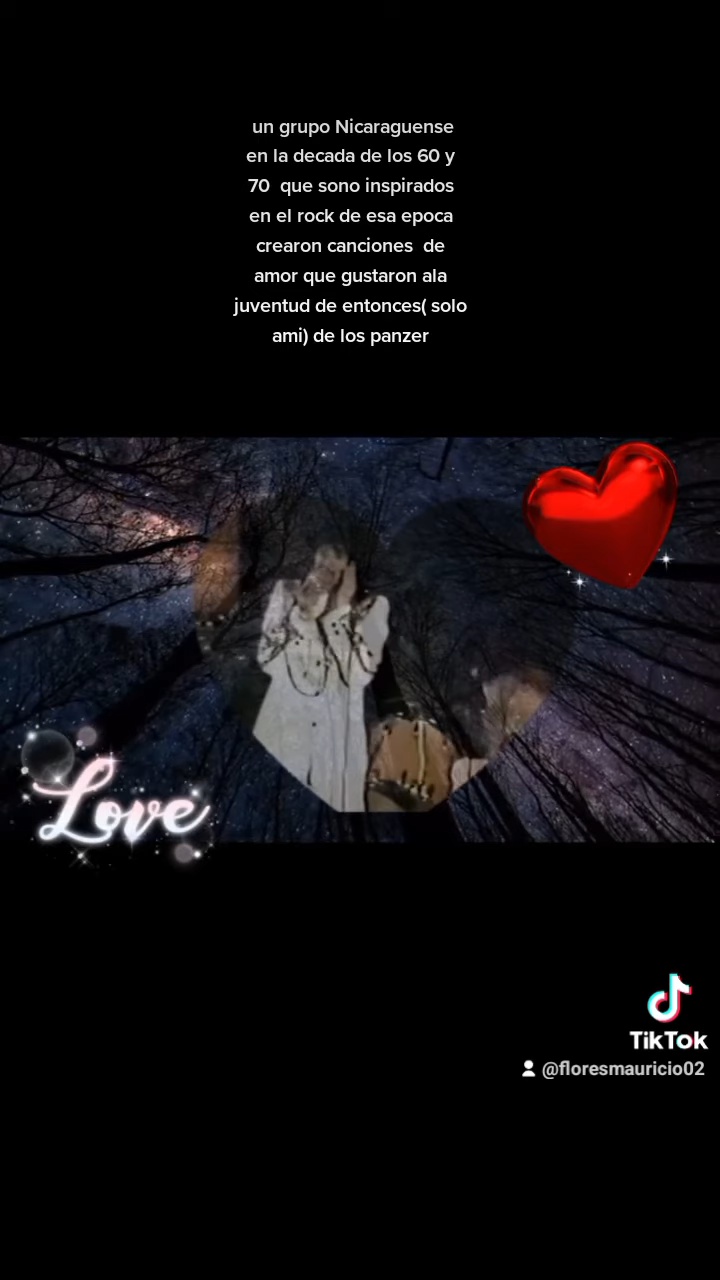 un grupo Nicaraguense
en la decada de los 60 y
70  que sono inspirados
en el rock de esa epoca
crearon canciones  de
amor que gustaron ala
juventud de entonces( solo
ami) de los panzer
Love
TikTok
@floresmauricio02